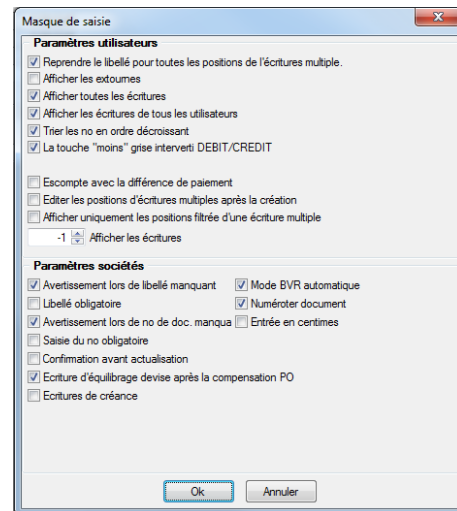 Masque de saisie
Paramètres utilisateurs
Reprendre le libellé pour toutes les positions de l'écritures multiple.
Afficher les extournes
Afficher toutes les écritures
Afficher les écritures de tous les utilisateurs
Trier les no en ordre décroissant
La touche "moins" grise interverti DEBIT/CREDIT
Escompte avec la différence de paiement
Editer les positions d'écritures multiples après la création
Afficher uniquement les positions filtrée d'une écriture multiple
-1 Afficher les écritures
Paramètres sociétés
Avertissement lors de libellé manquant Mode BVR automatique
Libellé obligatoire Numéroter document
Avertissement lors de no de doc. manqua Entrée en centimes
Saisie du no obligatoire
Confirmation avant actualisation
Ecriture d'équilibrage devise après la compensation PO
Ecritures de créance
Ok Annuler